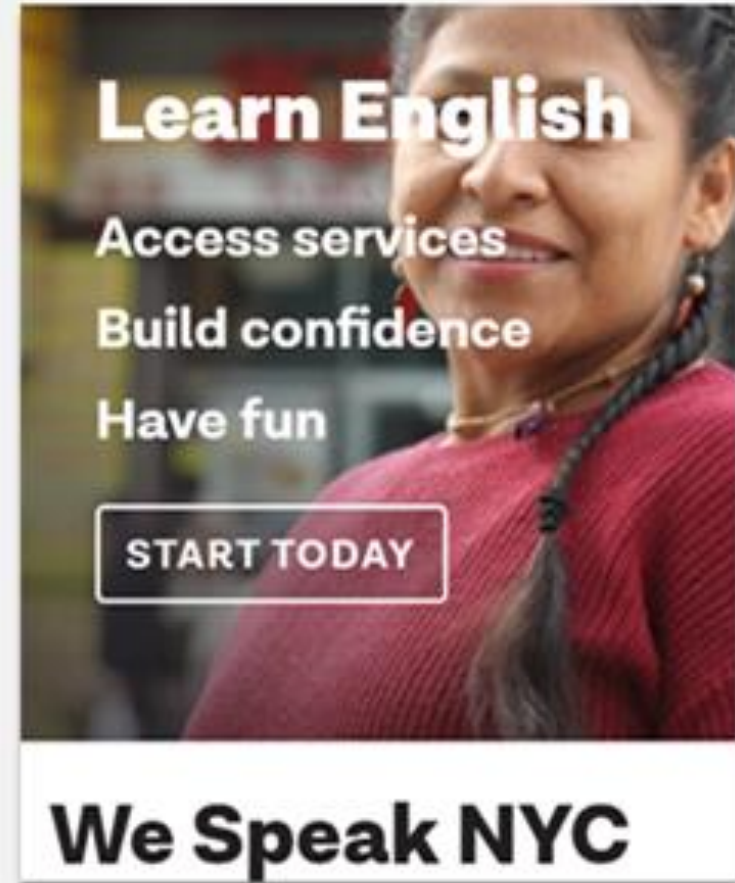 Learn English
Access services
Build confidence
Have fun
START TODAY
We Speak NYC